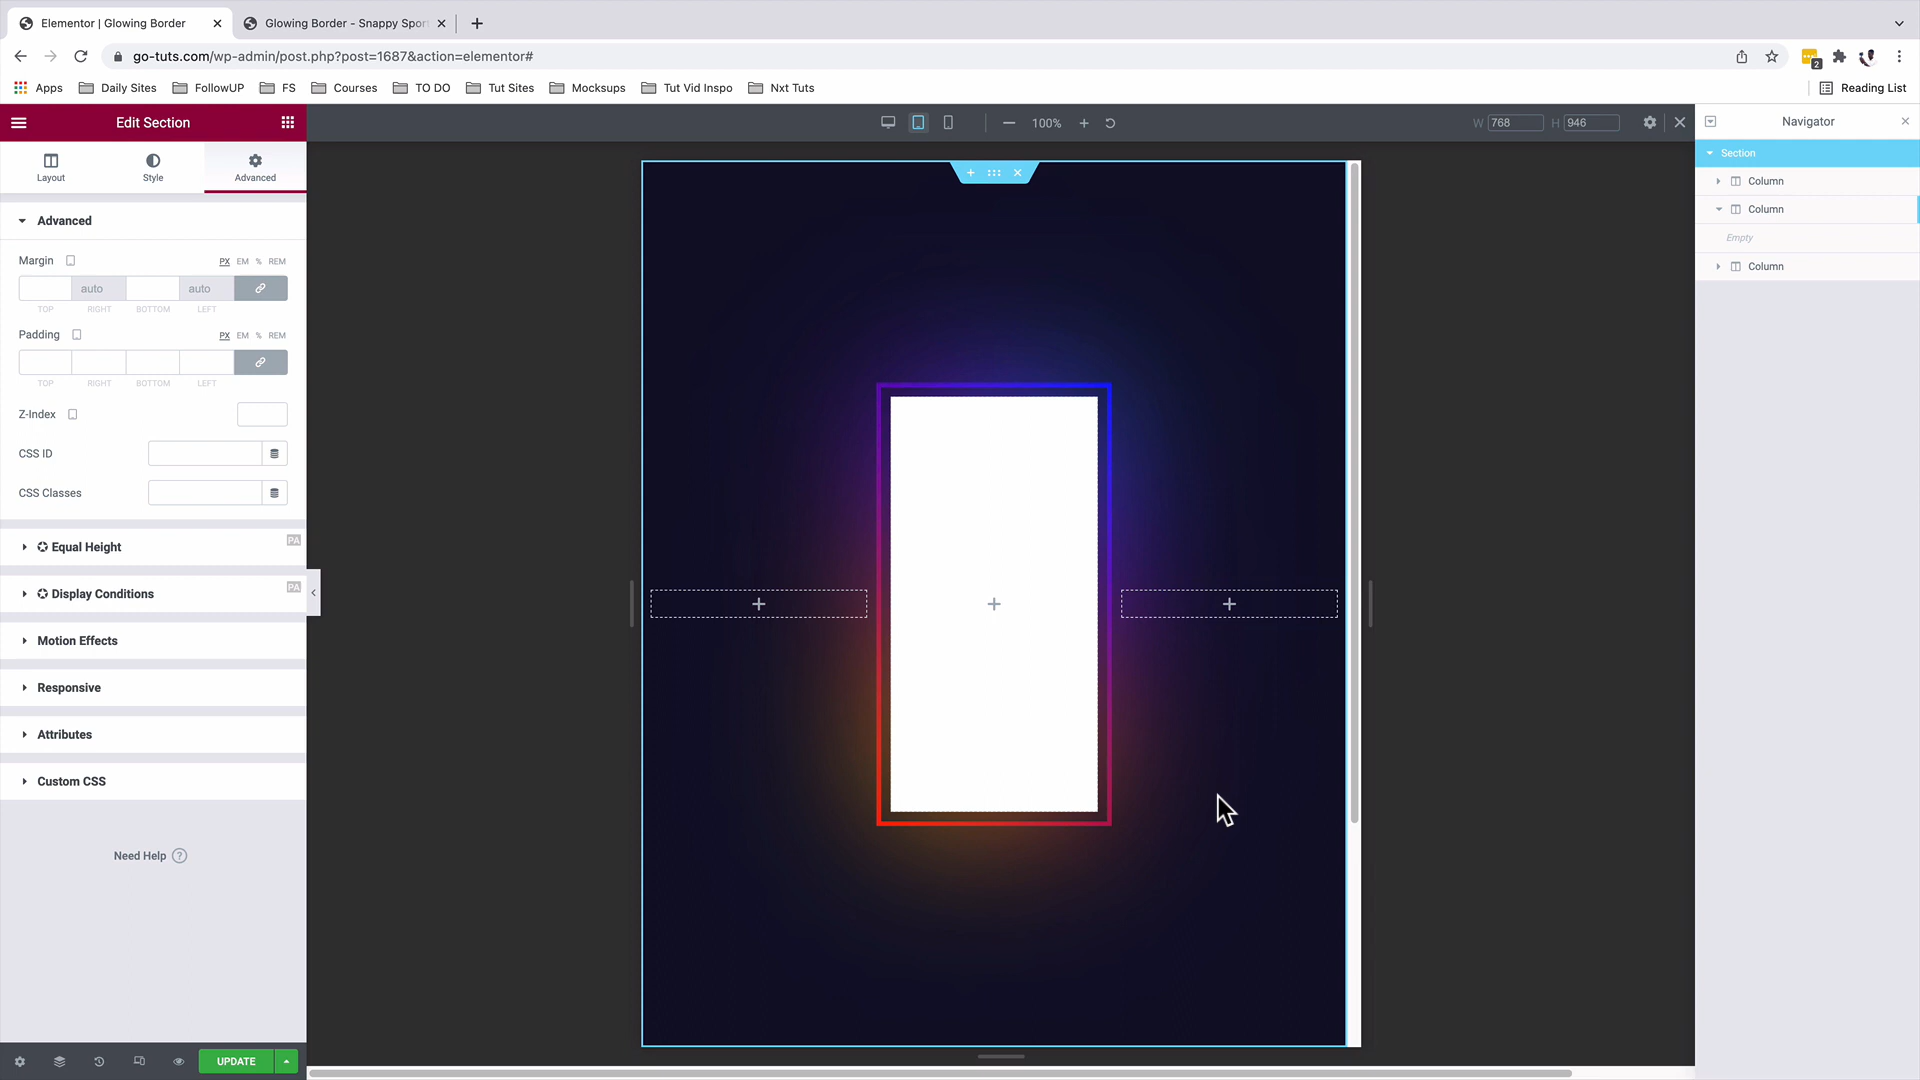 Elementor | Glowing Border
Glowing Border - Snappy Spor
go-tuts.com/wp-admin/post.php?post=1687&action=elementor#
2
Apps
Daily Sites
FollowUP
FS
Courses
TO DO
Tut Sites
Mocksups
Tut Vid Inspo
Nxt Tuts
Reading List
Edit Section
100%
W 768
H 946
Navigator
Layout
Style
Advanced
Section
Column
Column
Empty
Column
Advanced
Margin
PX EM % REM
auto
auto
TOP RIGHT BOTTOM LEFT
Padding
PX EM % REM
TOP RIGHT BOTTOM LEFT
Z-Index
CSS ID
CSS Classes
Equal Height
PA
Display Conditions
PA
Motion Effects
Responsive
Attributes
Custom CSS
Need Help ?
UPDATE